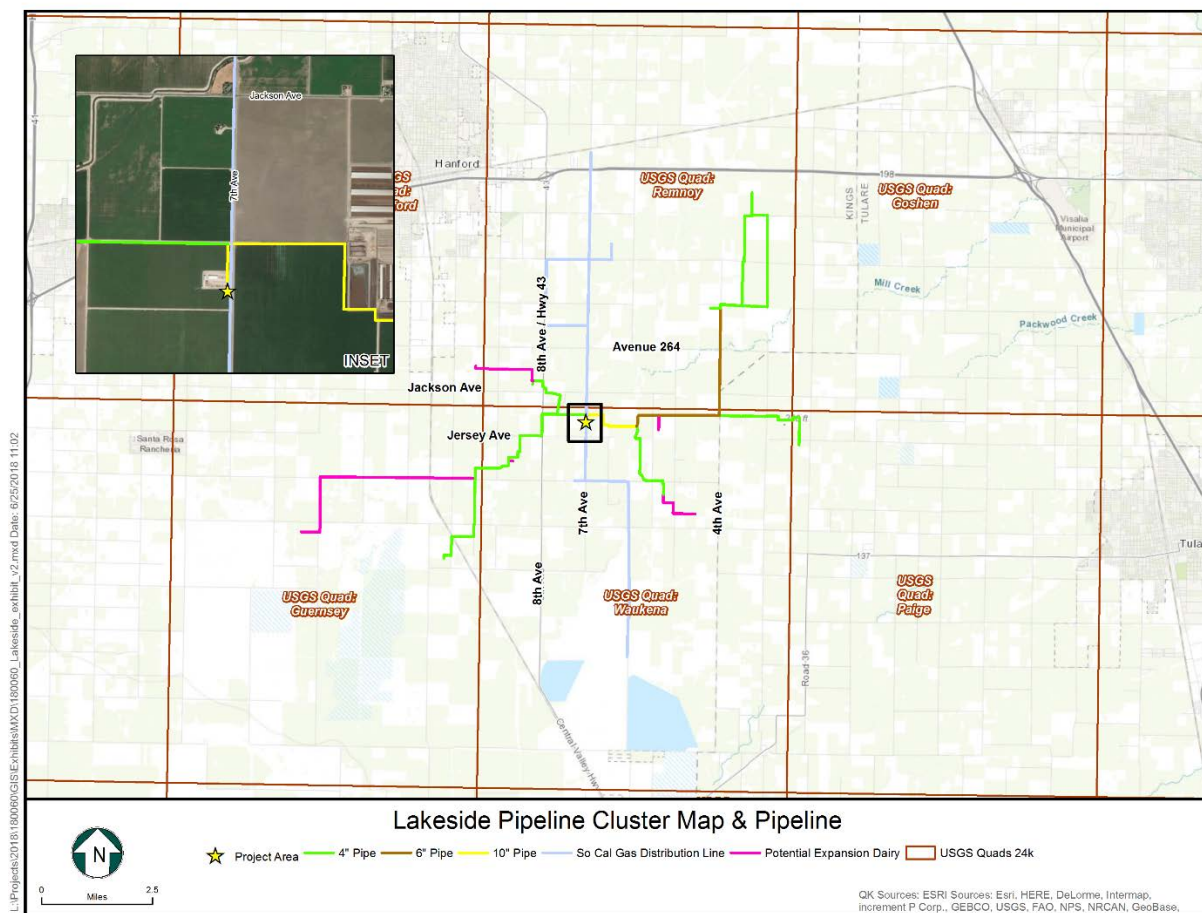 41
Hanford
43
USGS Quad:
Remnoy
USGS Quad:
Goshen
198
KINGS
TULARE
Visalia
Municipal
Airport
Mill Creek
Packwood Creek
Jackson Ave
7th Ave
INSET
8th Ave / Hwy 43
Avenue 264
Jackson Ave
Jersey Ave
Santa Rosa
Rancheria
7th Ave
4th Ave
8th Ave
137
USGS Quad:
Guernsey
USGS Quad:
Waukena
USGS
Quad:
Paige
Road 36
Central Valley Hwy
L:\Projects\2018\180060\GIS\Exhibits\MXD\180060_Lakeside_exhibit_v2.mxd Date: 6/25/2018 11:02
Lakeside Pipeline Cluster Map & Pipeline
N
0 2.5
Miles
Project Area 4" Pipe 6" Pipe 10" Pipe So Cal Gas Distribution Line Potential Expansion Dairy USGS Quads 24k
QK Sources: ESRI Sources: Esri, HERE, DeLorme, Intermap,
increment P Corp., GEBCO, USGS, FAO, NPS, NRCAN, GeoBase,